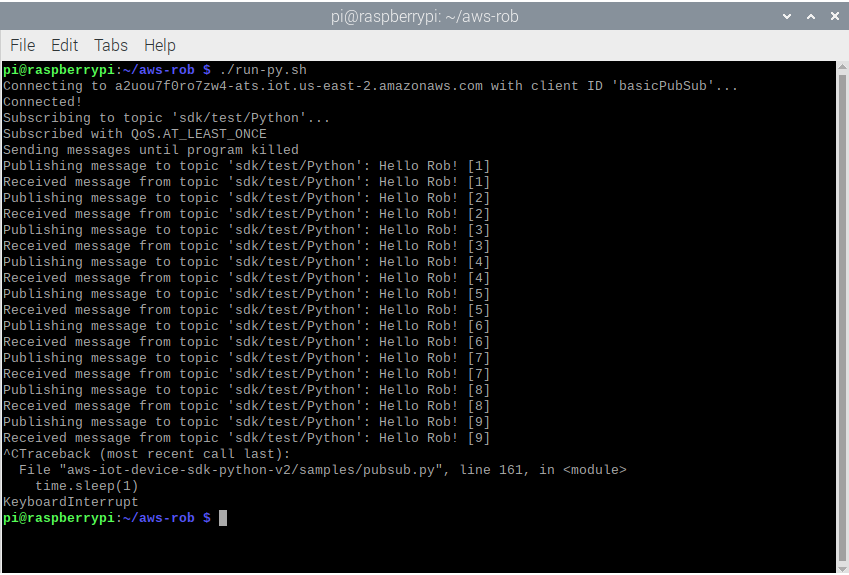 pi@raspberrypi: ~/aws-rob
File Edit Tabs Help
pi@raspberrypi:~/aws-rob $ ./run-py.sh
Connecting to a2uou7f0ro7zw4-ats.iot.us-east-2.amazonaws.com with client ID 'basicPubSub'...
Connected!
Subscribing to topic 'sdk/test/Python'...
Subscribed with QoS.AT_LEAST_ONCE
Sending messages until program killed
Publishing message to topic 'sdk/test/Python': Hello Rob! [1]
Received message from topic 'sdk/test/Python': Hello Rob! [1]
Publishing message to topic 'sdk/test/Python': Hello Rob! [2]
Received message from topic 'sdk/test/Python': Hello Rob! [2]
Publishing message to topic 'sdk/test/Python': Hello Rob! [3]
Received message from topic 'sdk/test/Python': Hello Rob! [3]
Publishing message to topic 'sdk/test/Python': Hello Rob! [4]
Received message from topic 'sdk/test/Python': Hello Rob! [4]
Publishing message to topic 'sdk/test/Python': Hello Rob! [5]
Received message from topic 'sdk/test/Python': Hello Rob! [5]
Publishing message to topic 'sdk/test/Python': Hello Rob! [6]
Received message from topic 'sdk/test/Python': Hello Rob! [6]
Publishing message to topic 'sdk/test/Python': Hello Rob! [7]
Received message from topic 'sdk/test/Python': Hello Rob! [7]
Publishing message to topic 'sdk/test/Python': Hello Rob! [8]
Received message from topic 'sdk/test/Python': Hello Rob! [8]
Publishing message to topic 'sdk/test/Python': Hello Rob! [9]
Received message from topic 'sdk/test/Python': Hello Rob! [9]
^CTraceback (most recent call last):
  File "aws-iot-device-sdk-python-v2/samples/pubsub.py", line 161, in <module>
    time.sleep(1)
KeyboardInterrupt
pi@raspberrypi:~/aws-rob $